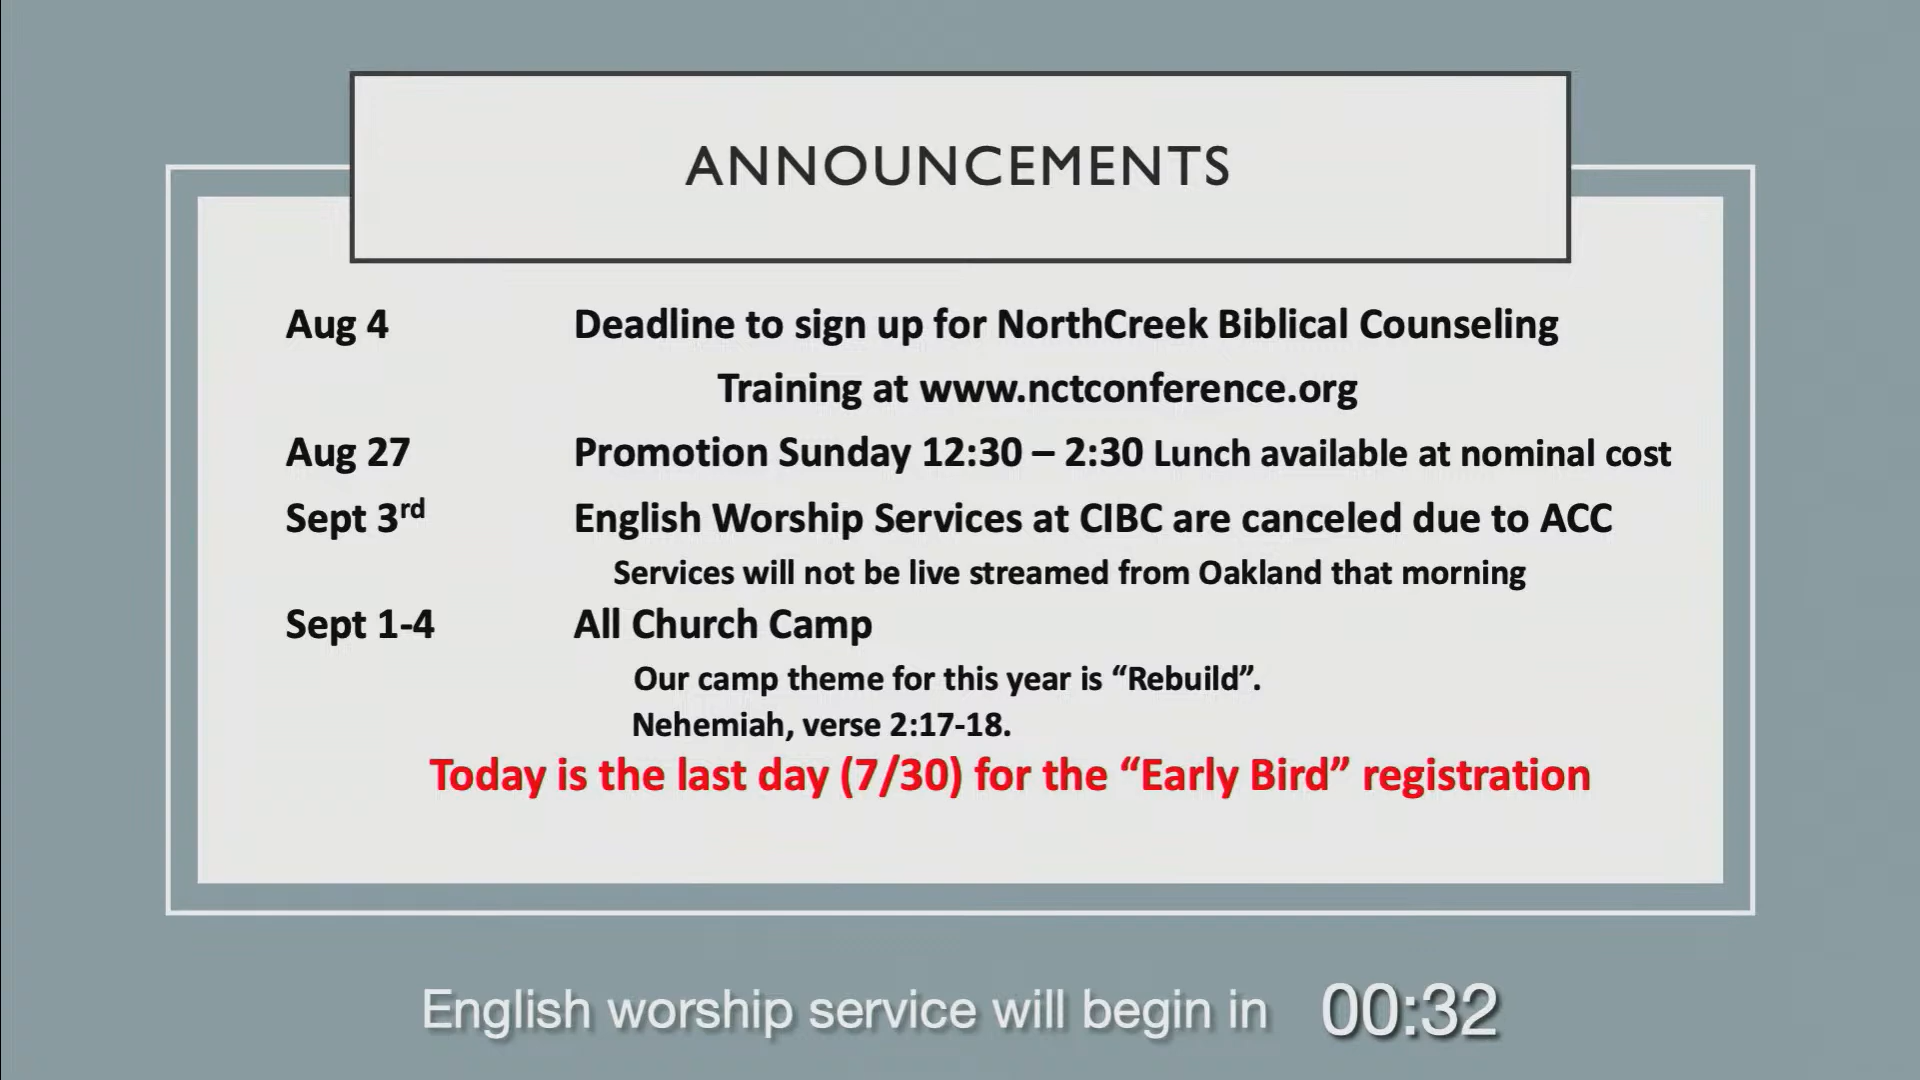 ANNOUNCEMENTS
Aug 4 Deadline to sign up for NorthCreek Biblical Counseling
Training at www.nctconference.org
Aug 27 Promotion Sunday 12:30 – 2:30 Lunch available at nominal cost
Sept 3rd English Worship Services at CIBC are canceled due to ACC
Services will not be live streamed from Oakland that morning
Sept 1-4 All Church Camp
Our camp theme for this year is “Rebuild”.
Nehemiah, verse 2:17-18.
Today is the last day (7/30) for the “Early Bird” registration
English worship service will begin in 00:32